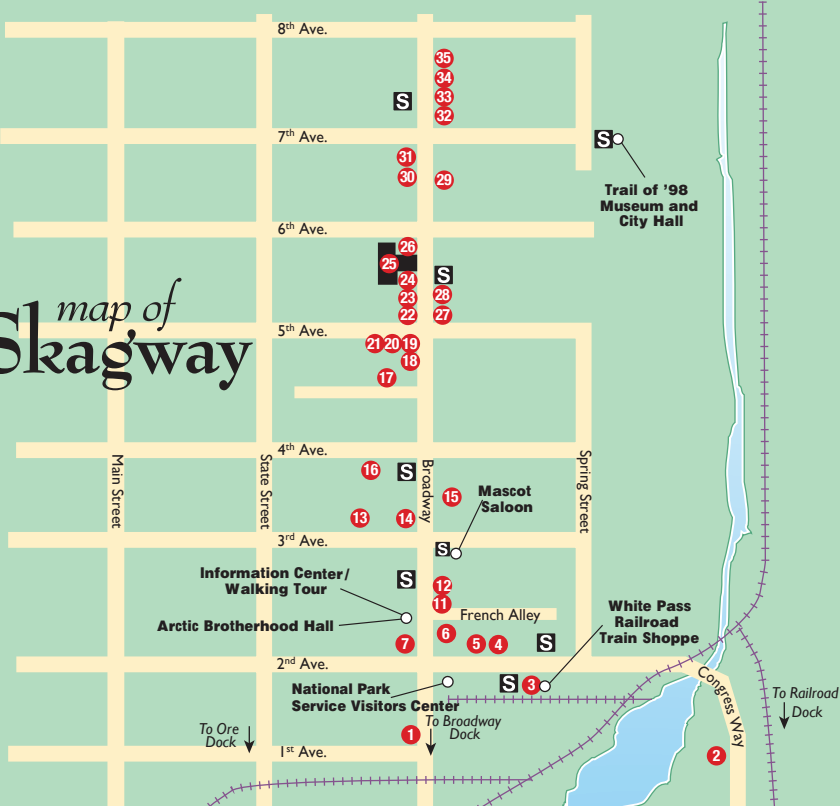 8th Ave.
35
34
33
S
32
7th Ave.
S
31
30
29
Trail of ’98
Museum and
City Hall
6th Ave.
26
25
S
24
23
28
22
27
map of
Skagway
5th Ave.
21 20 19
18
17
4th Ave.
Main Street
State Street
Broadway
Spring Street
16
S
15
Mascot
Saloon
13
14
3rd Ave.
S
Information Center/
Walking Tour
S
12
11
French Alley
Arctic Brotherhood Hall
6
7
5
4
S
White Pass
Railroad
Train Shoppe
2nd Ave.
National Park
Service Visitors Center
S
3
Congress Way
To Railroad
Dock
To Ore
Dock
1
To Broadway
Dock
1st Ave.
2